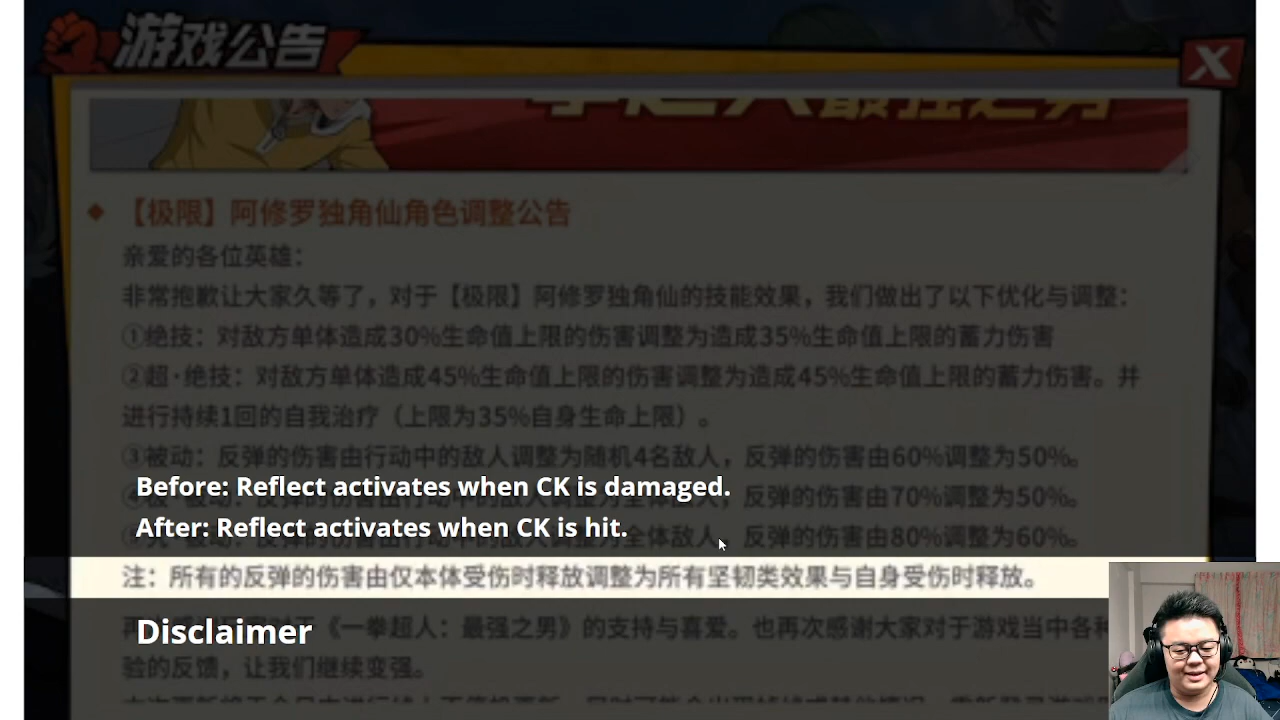 游戏公告
X
【极限】阿修罗独角仙角色调整公告
亲爱的各位英雄：
非常抱歉让大家久等了，对于【极限】阿修罗独角仙的技能效果，我们做出了以下优化与调整：
①绝技：对敌方单体造成30%生命值上限的伤害调整为造成35%生命值上限的蓄力伤害
②超·绝技：对敌方单体造成45%生命值上限的伤害调整为造成45%生命值上限的蓄力伤害。并
进行持续1回的自我治疗（上限为35%自身生命上限）。
③被动：反弹的伤害由行动中的敌人调整为随机4名敌人，反弹的伤害由60%调整为50%。
Before: Reflect activates when CK is damaged.
反弹的伤害由70%调整为50%。
After: Reflect activates when CK is hit.
全体敌人，反弹的伤害由80%调整为60%。
注：所有的反弹的伤害由仅本体受伤时释放调整为所有坚韧类效果与自身受伤时释放。
Disclaimer
《一拳超人：最强之男》的支持与喜爱。也再次感谢大家对于游戏当中各种
验的反馈，让我们继续变强。